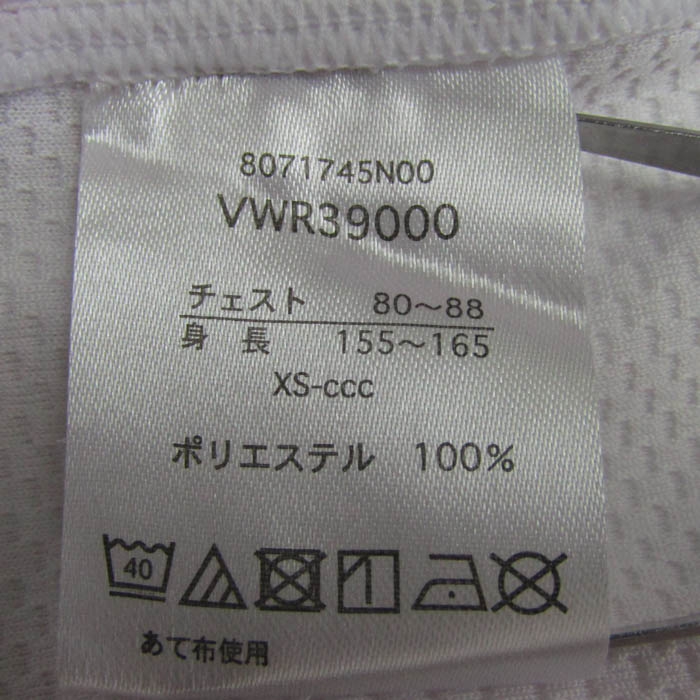 8071745N00
VWR39000
チェスト 80～88
身 長 155～165
XS-ccc
ポリエステル 100%
40
あて布使用